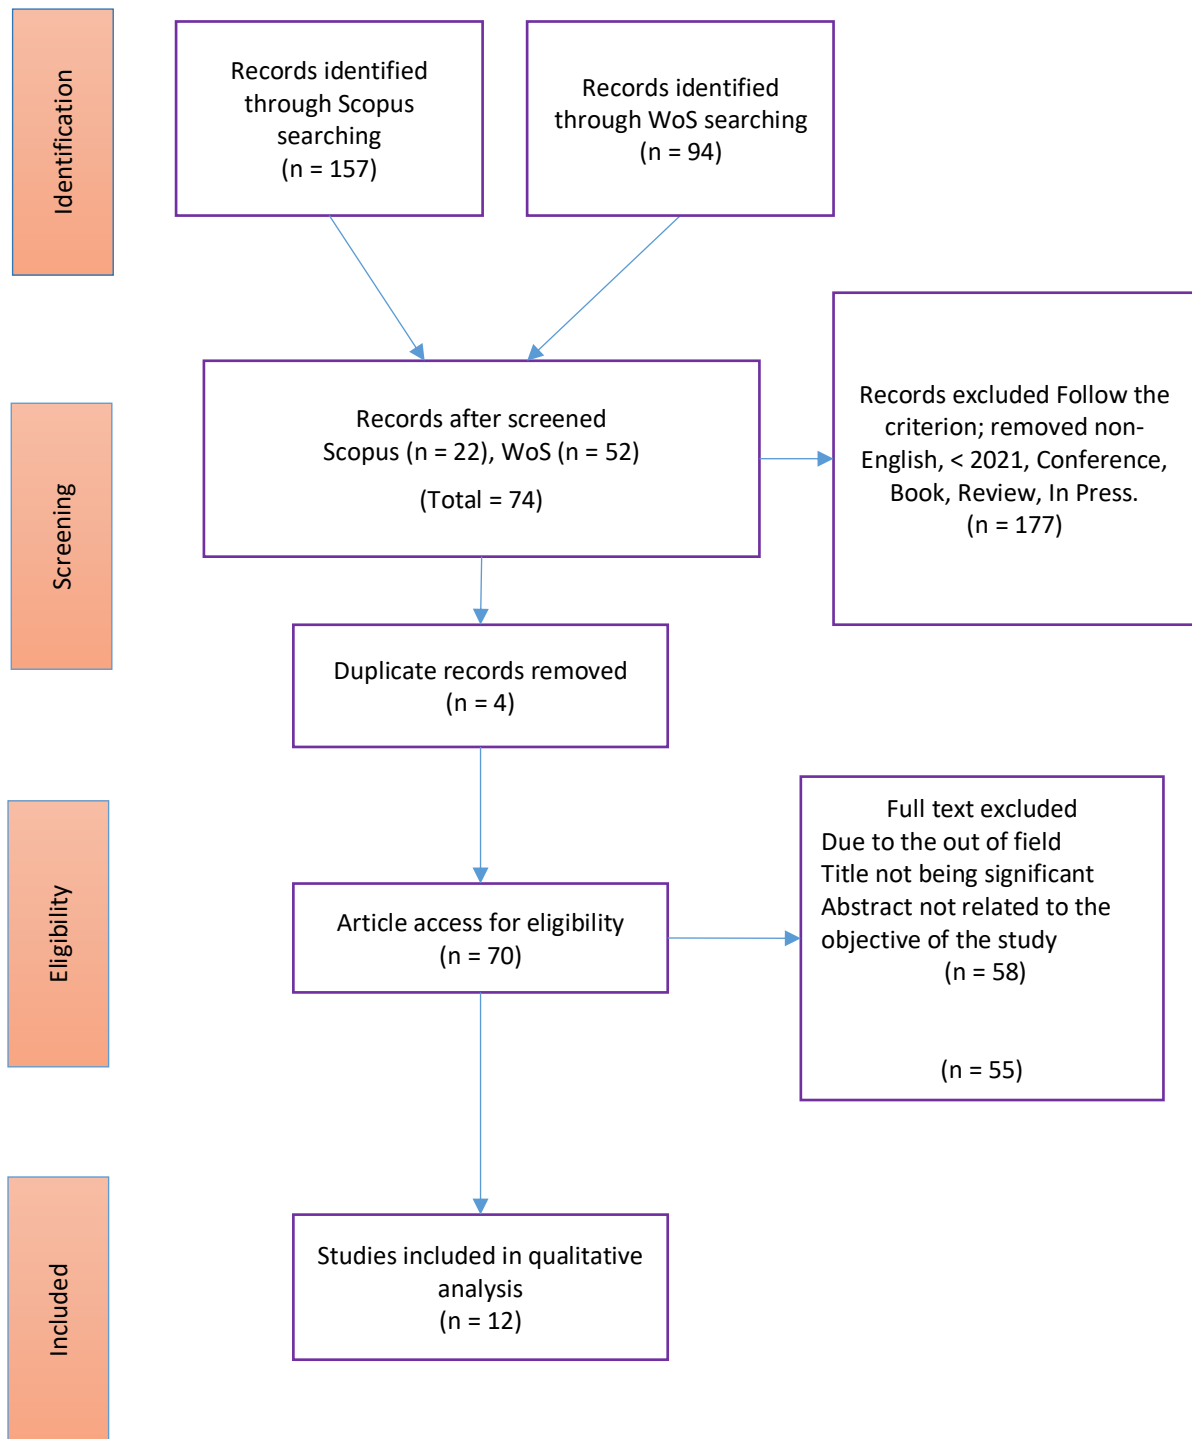 Identification
Records identified
through Scopus
searching
(n = 157)
Records identified
through WoS searching
(n = 94)
Screening
Records after screened
Scopus (n = 22), WoS (n = 52)
(Total = 74)
Records excluded Follow the
criterion; removed non-
English, < 2021, Conference,
Book, Review, In Press.
(n = 177)
Duplicate records removed
(n = 4)
Eligibility
Article access for eligibility
(n = 70)
Full text excluded
Due to the out of field
Title not being significant
Abstract not related to the
objective of the study
(n = 58)
(n = 55)
Included
Studies included in qualitative
analysis
(n = 12)